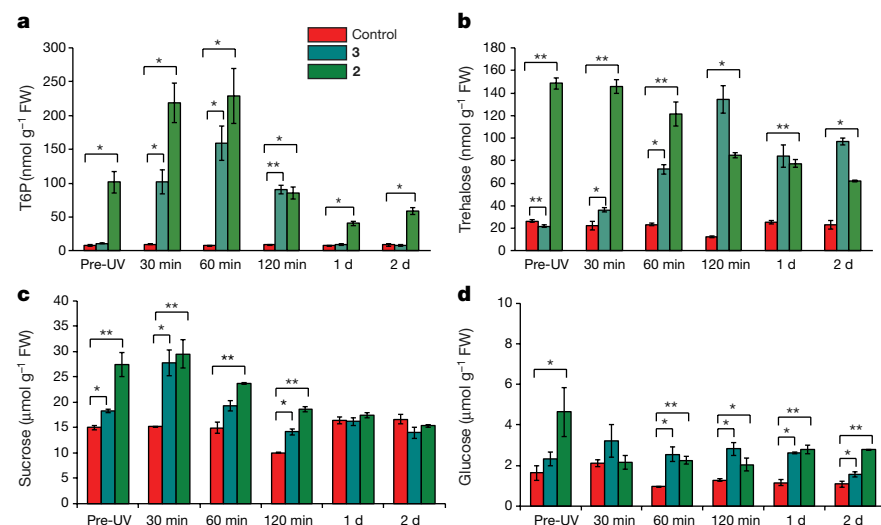 a
T6P (nmol g⁻¹ FW)
300
250
200
150
100
50
0
* * * * * ** * * *
Pre-UV 30 min 60 min 120 min 1 d 2 d
Control
3
2
b
Trehalose (nmol g⁻¹ FW)
180
160
140
120
100
80
60
40
20
0
** ** ** * * ** * ** *
Pre-UV 30 min 60 min 120 min 1 d 2 d
c
Sucrose (μmol g⁻¹ FW)
40
35
30
25
20
15
10
5
0
* ** * ** ** * **
Pre-UV 30 min 60 min 120 min 1 d 2 d
d
Glucose (μmol g⁻¹ FW)
10
8
6
4
2
0
* * ** * * * ** * **
Pre-UV 30 min 60 min 120 min 1 d 2 d